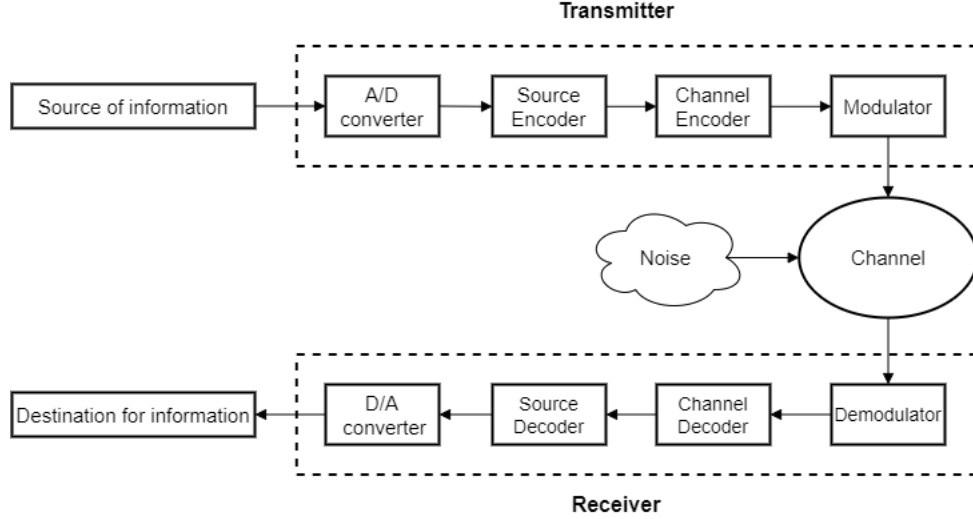 Transmitter
Source of information
A/D
converter
Source
Encoder
Channel
Encoder
Modulator
Noise
Channel
Destination for information
D/A
converter
Source
Decoder
Channel
Decoder
Demodulator
Receiver